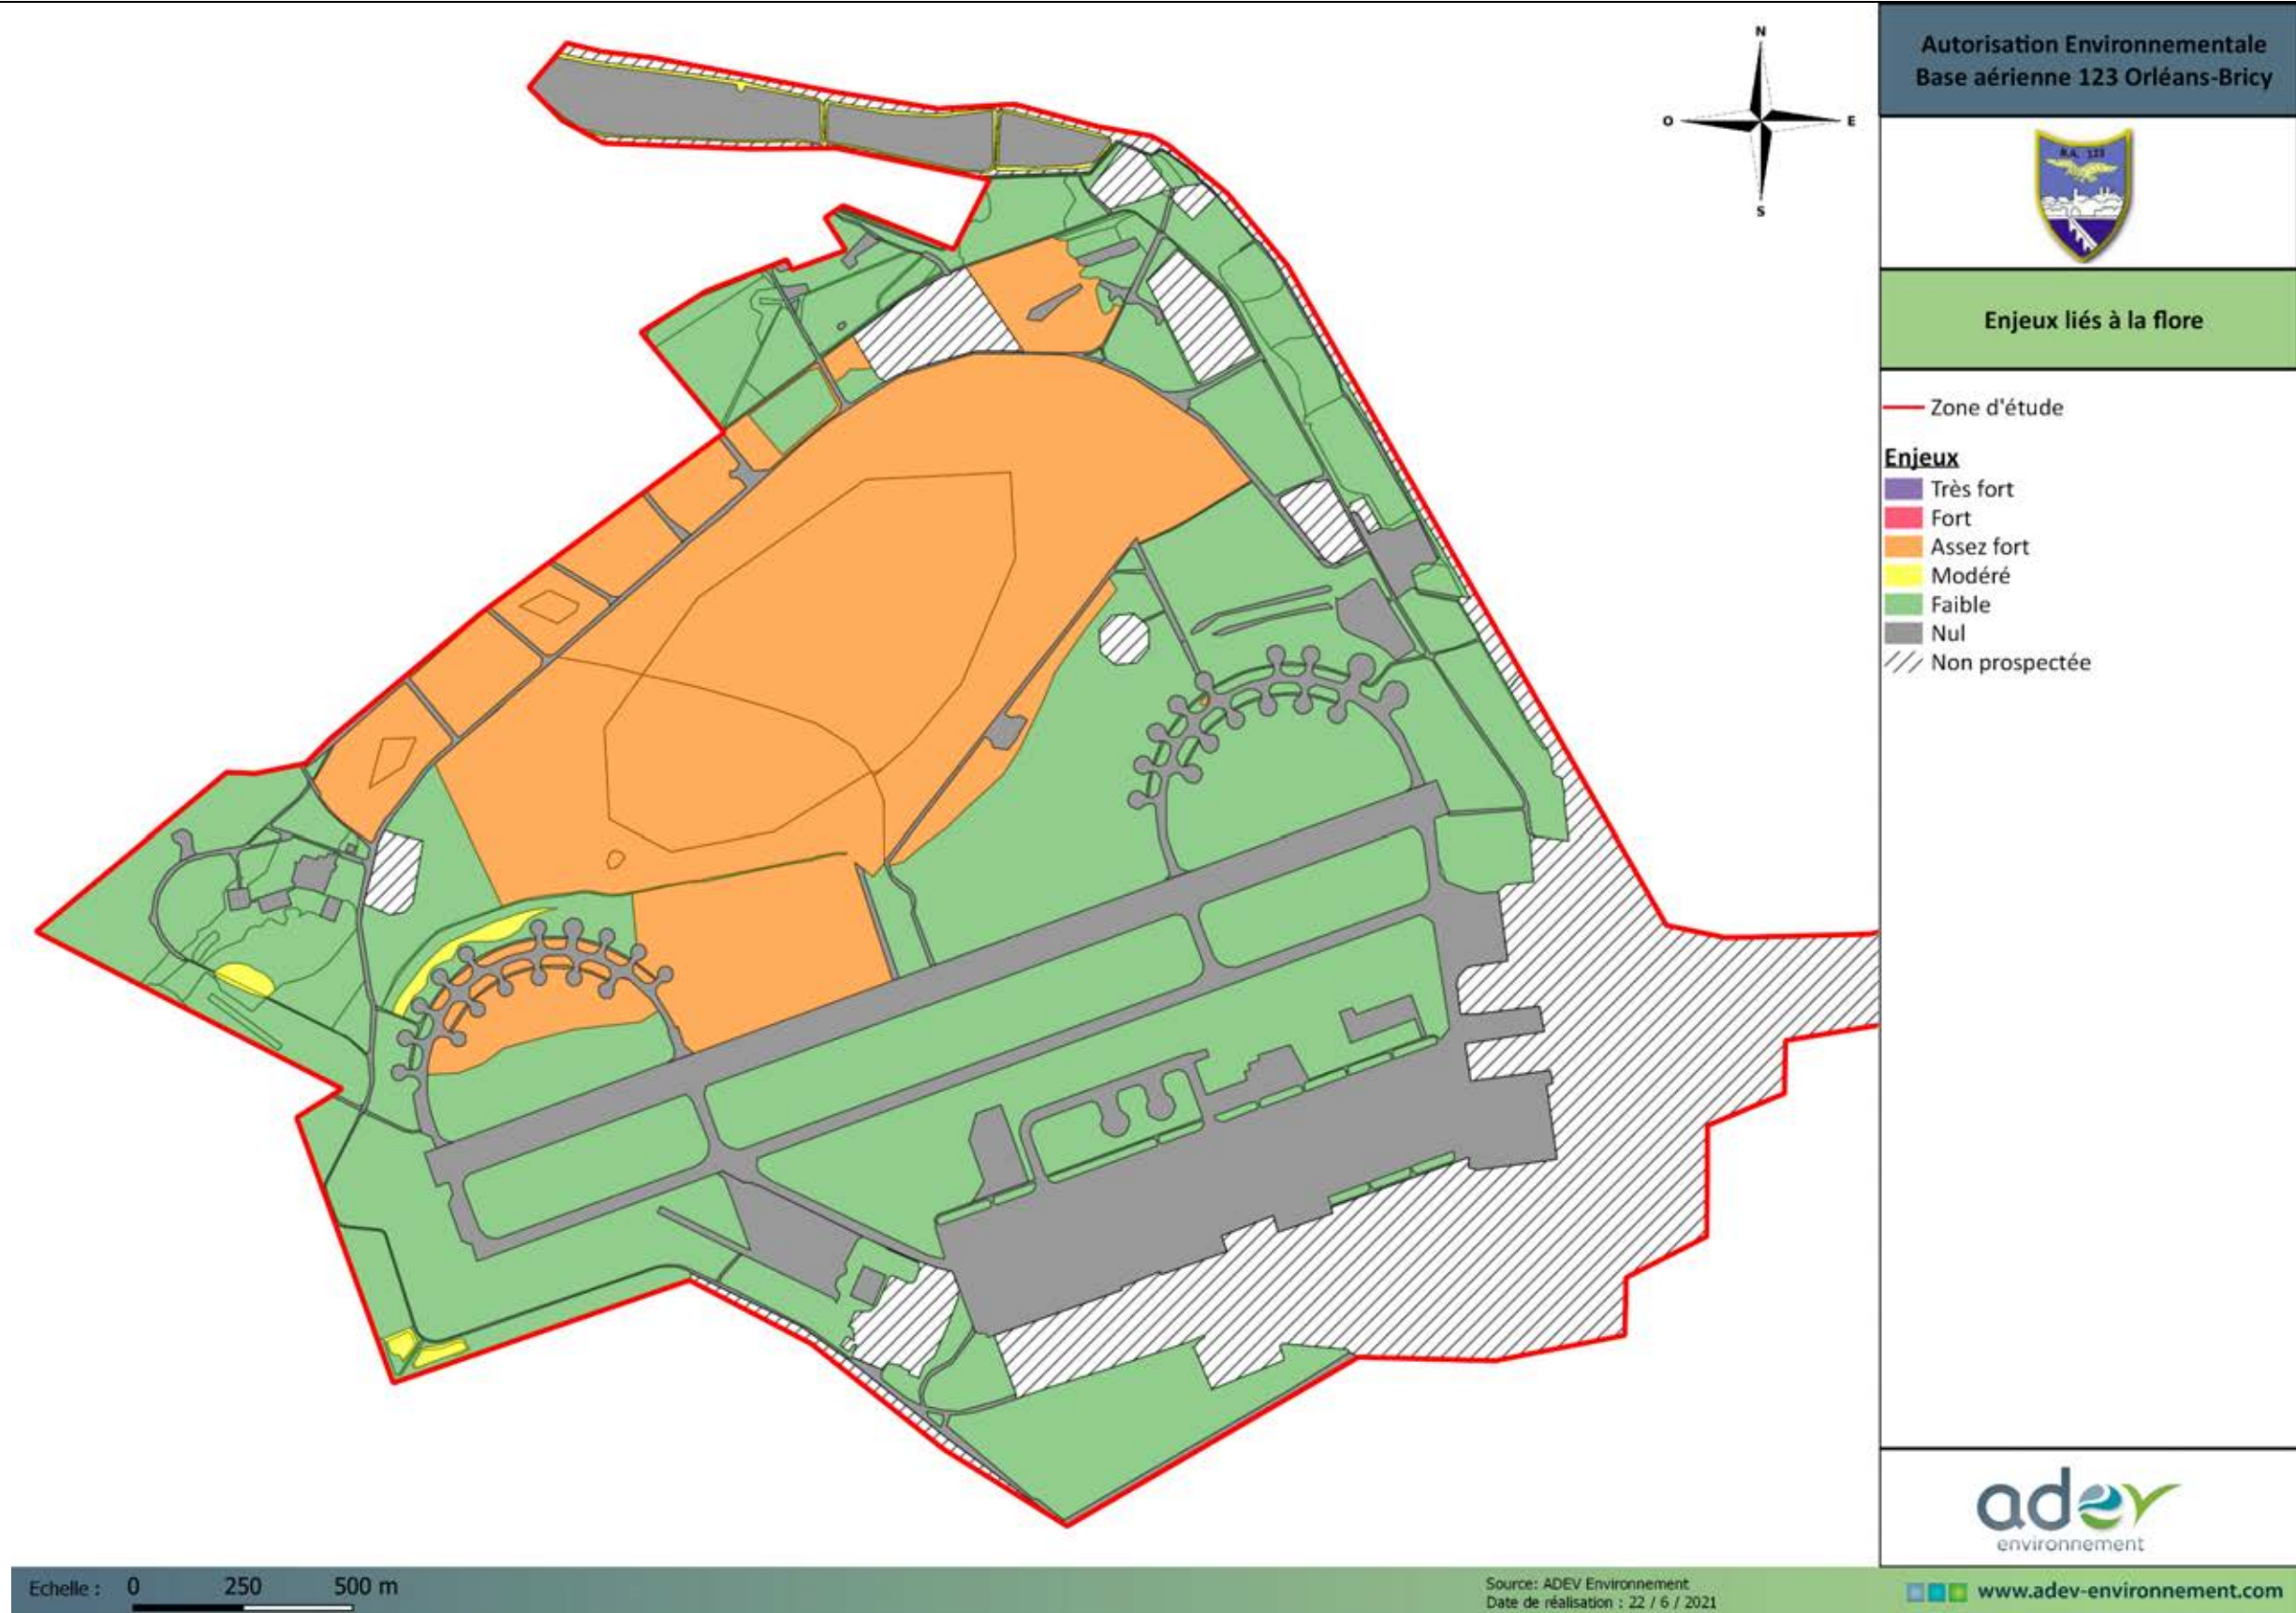 Autorisation Environnementale
Base aérienne 123 Orléans-Bricy
N
O
E
S
B.A. 123
Enjeux liés à la flore
Zone d'étude
Enjeux
Très fort
Fort
Assez fort
Modéré
Faible
Nul
Non prospectée
adev
environnement
Echelle : 0 250 500 m
Source: ADEV Environnement
Date de réalisation : 22 / 6 / 2021
www.adev-environnement.com